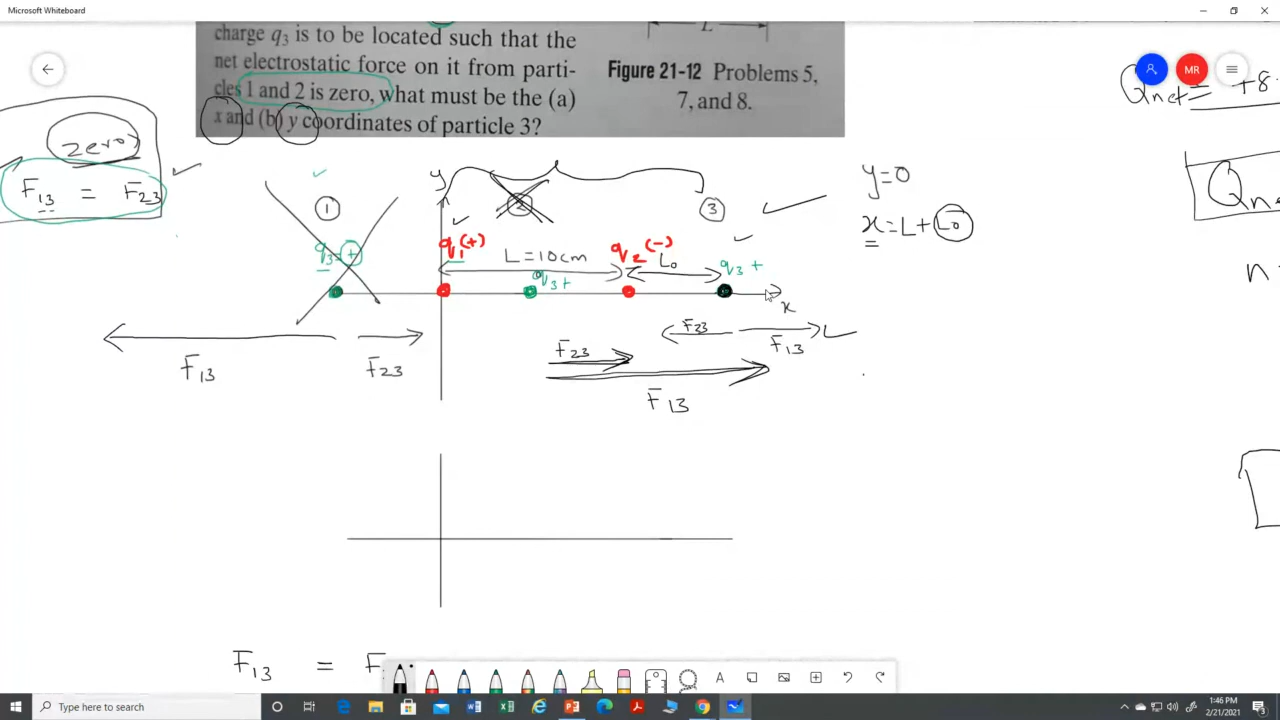 Microsoft Whiteboard
charge q3 is to be located such that the
net electrostatic force on it from parti-
cles 1 and 2 is zero, what must be the (a)
x and (b) y coordinates of particle 3?
L
Figure 21-12 Problems 5,
7, and 8.
MR
Qnet = +8
zero
F13 = F23
y
1
2
3
y=0
x = L + L0
q3 = +
q1 (+)
L = 10cm
q2 (-)
L0
q3 +
q3 +
x
F13
F23
F23
F13
F23
F13
F13 = F
n
A
Type here to search
1:46 PM
2/21/2021